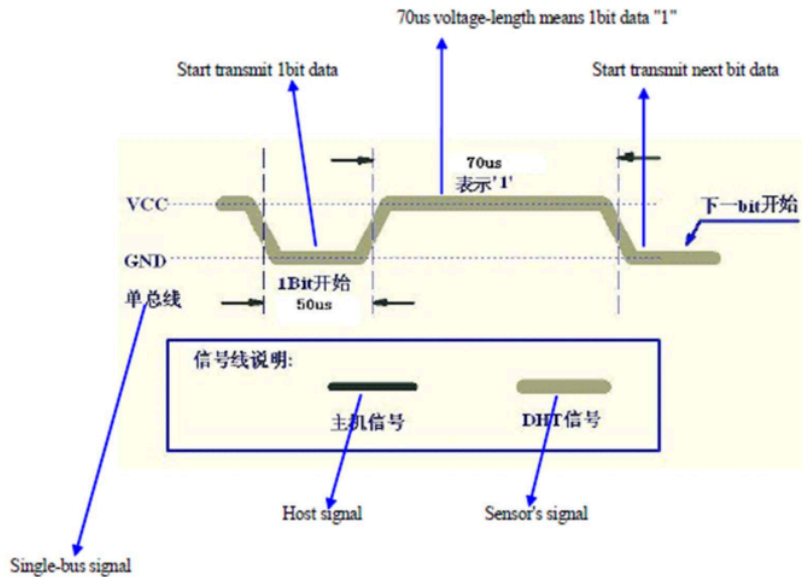 70us voltage-length means 1bit data "1"
Start transmit 1bit data
Start transmit next bit data
70us
表示'1'
VCC
下一bit开始
GND
1Bit开始
单总线
50us
信号线说明:
主机信号
DHT信号
Host signal
Sensor's signal
Single-bus signal